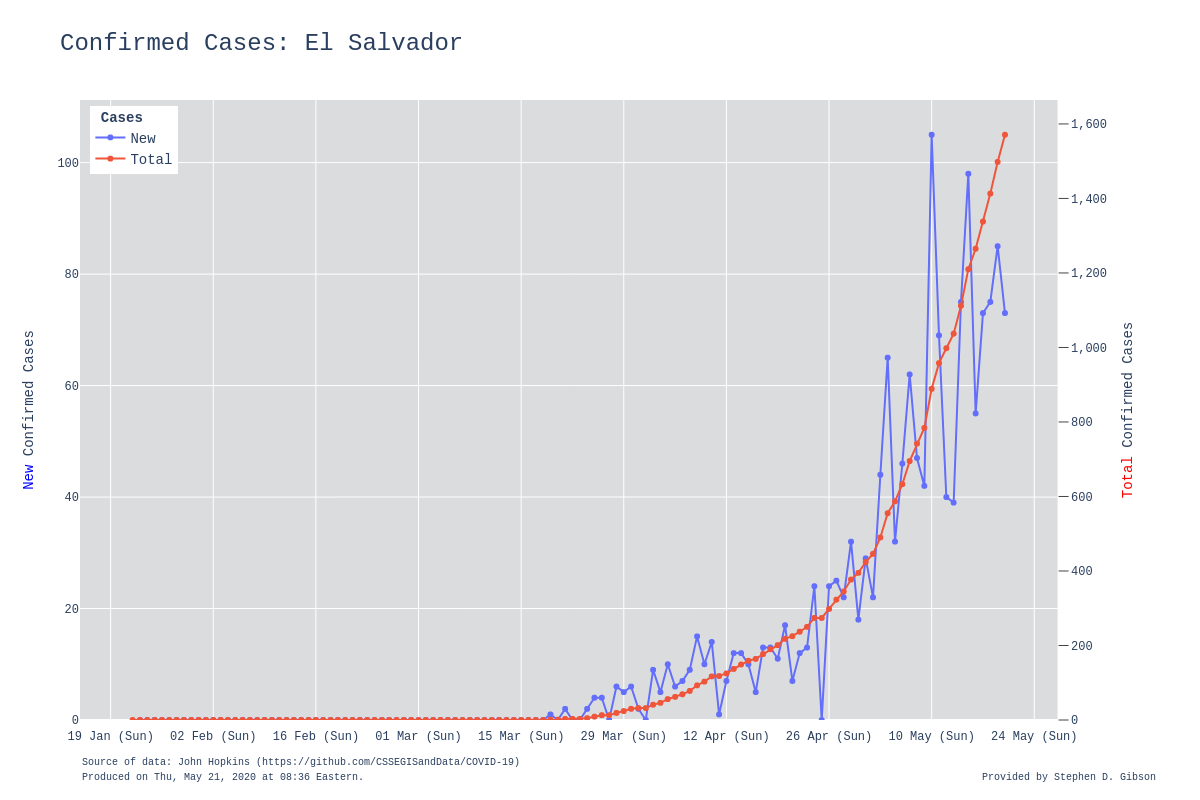 Confirmed Cases: El Salvador
Cases
New
Total
100
80
60
40
20
0
1,600
1,400
1,200
1,000
800
600
400
200
0
New Confirmed Cases
Total Confirmed Cases
19 Jan (Sun) 02 Feb (Sun) 16 Feb (Sun) 01 Mar (Sun) 15 Mar (Sun) 29 Mar (Sun) 12 Apr (Sun) 26 Apr (Sun) 10 May (Sun) 24 May (Sun)
Source of data: John Hopkins (https://github.com/CSSEGISandData/COVID-19)
Produced on Thu, May 21, 2020 at 08:36 Eastern.
Provided by Stephen D. Gibson